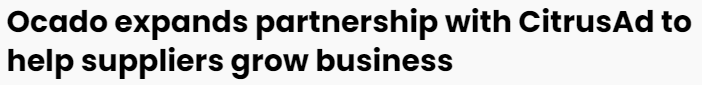 Ocado expands partnership with CitrusAd to
help suppliers grow business